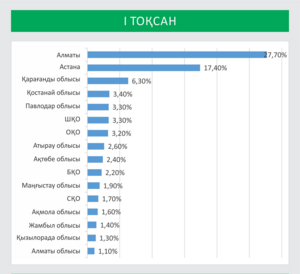 І ТОҚСАН
Алматы 27,70%
Астана 17,40%
Қарағанды облысы 6,30%
Қостанай облысы 3,40%
Павлодар облысы 3,30%
ШҚО 3,30%
ОҚО 3,20%
Атырау облысы 2,60%
Ақтөбе облысы 2,40%
БҚО 2,20%
Маңғыстау облысы 1,90%
СҚО 1,70%
Ақмола облысы 1,60%
Жамбыл облысы 1,40%
Қызылорада облысы 1,30%
Алматы облысы 1,10%